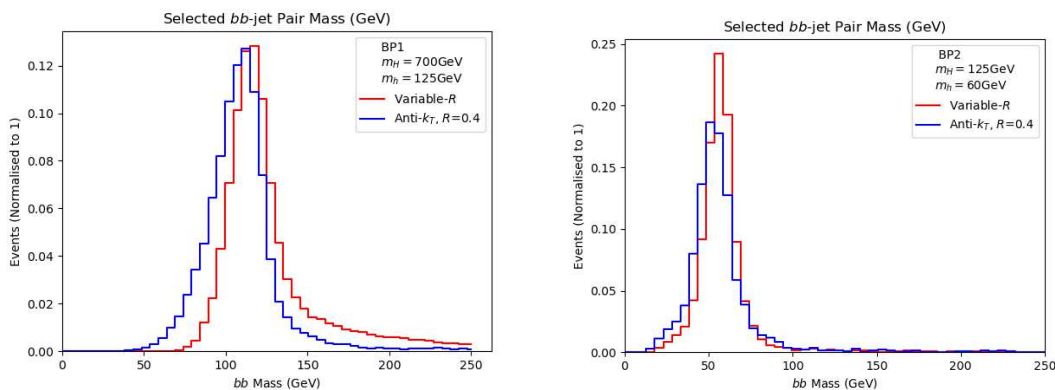 Selected bb-jet Pair Mass (GeV)
BP1
m_H = 700GeV
m_h = 125GeV
Variable-R
Anti-k_T, R=0.4
Events (Normalised to 1)
0.12
0.10
0.08
0.06
0.04
0.02
0.00
0
50
100
150
200
250
bb Mass (GeV)
Selected bb-jet Pair Mass (GeV)
BP2
m_H = 125GeV
m_h = 60GeV
Variable-R
Anti-k_T, R=0.4
Events (Normalised to 1)
0.25
0.20
0.15
0.10
0.05
0.00
0
50
100
150
200
250
bb Mass (GeV)